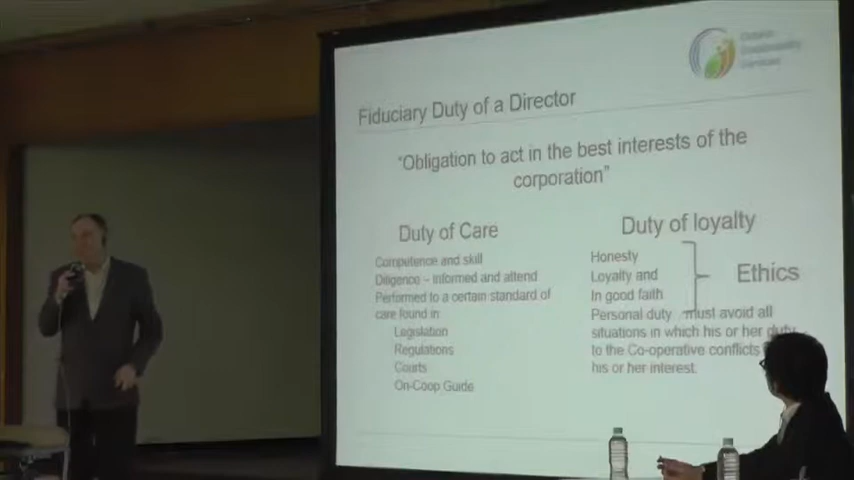 Fiduciary Duty of a Director
"Obligation to act in the best interests of the
corporation"
Duty of Care
Competence and skill
Diligence – informed and attend
Performed to a certain standard of
care found in:
Legislation
Regulations
Courts
On-Coop Guide
Duty of loyalty
Honesty
Loyalty and
In good faith
Ethics
Personal duty – must avoid all
situations in which his or her duty
to the Co-operative conflicts
his or her interest.